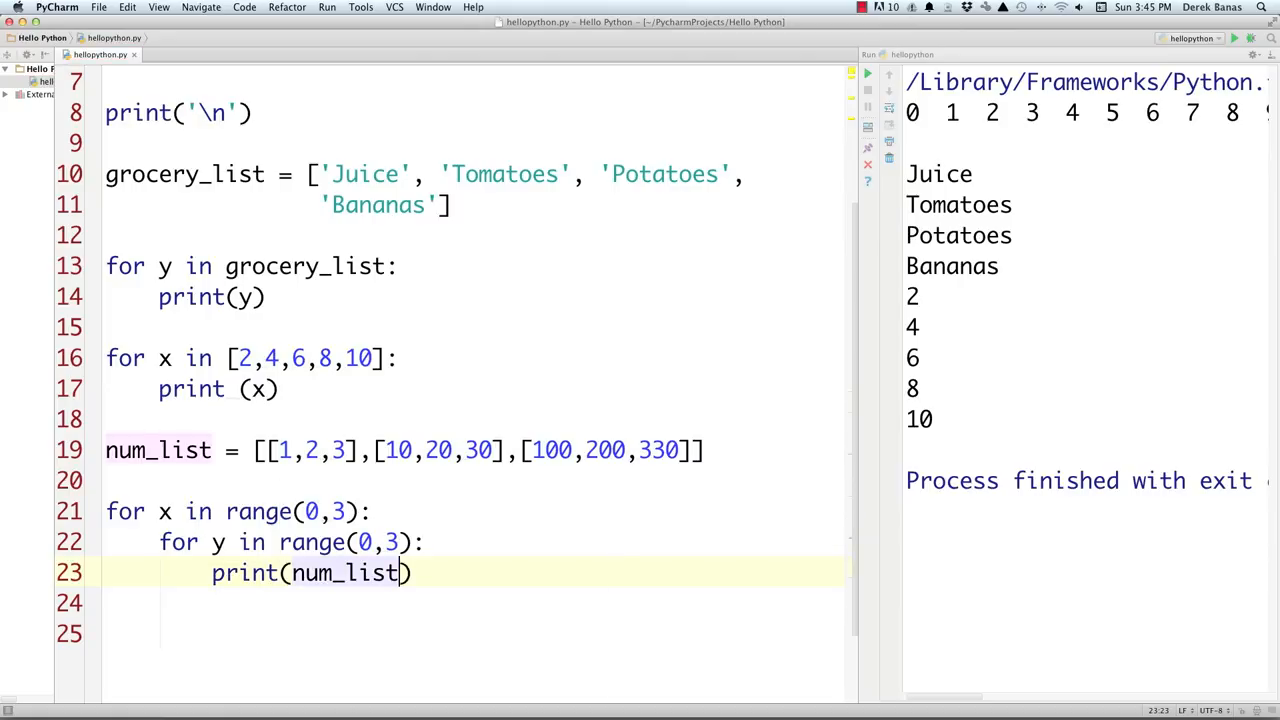 PyCharm File Edit View Navigate Code Refactor Run Tools VCS Window Help 10 Sun 3:45 PM Derek Banas
hellopython.py – Hello Python – [~/PycharmProjects/Hello Python]
Hello Python hellopython.py hellopython
hellopython.py Run hellopython
Hello P
hell
Extern
7
8 print('\n')
9
10 grocery_list = ['Juice', 'Tomatoes', 'Potatoes',
11 'Bananas']
12
13 for y in grocery_list:
14 print(y)
15
16 for x in [2,4,6,8,10]:
17 print (x)
18
19 num_list = [[1,2,3],[10,20,30],[100,200,330]]
20
21 for x in range(0,3):
22 for y in range(0,3):
23 print(num_list)
24
25
/Library/Frameworks/Python.
0 1 2 3 4 5 6 7 8
Juice
Tomatoes
Potatoes
Bananas
2
4
6
8
10
Process finished with exit
23:23 LF UTF-8